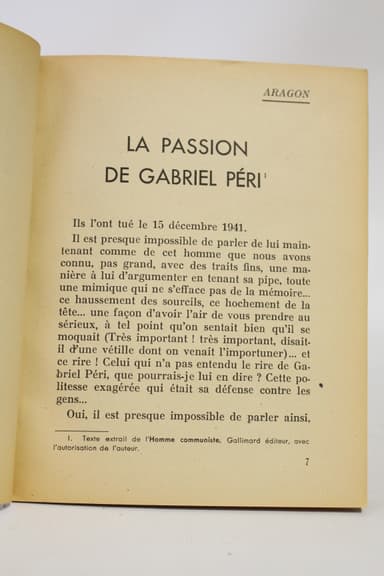 ARAGON
LA PASSION
DE GABRIEL PÉRI¹
Ils l'ont tué le 15 décembre 1941.
Il est presque impossible de parler de lui main-
tenant comme de cet homme que nous avons
connu, pas grand, avec des traits fins, une ma-
nière à lui d'argumenter en tenant sa pipe, toute
une mimique qui ne s'efface pas de la mémoire...
ce haussement des sourcils, ce hochement de la
tête... une façon d'avoir l'air de vous prendre au
sérieux, à tel point qu'on sentait bien qu'il se
moquait (Très important ! très important, disait-
il d'une vétille dont on venait l'importuner)... et
ce rire ! Celui qui n'a pas entendu le rire de Ga-
briel Péri, que pourrais-je lui en dire ? Cette po-
litesse exagérée qui était sa défense contre les
gens...
Oui, il est presque impossible de parler ainsi,
1. Texte extrait de l'Homme communiste, Gallimard éditeur, avec
l'autorisation de l'auteur.
7